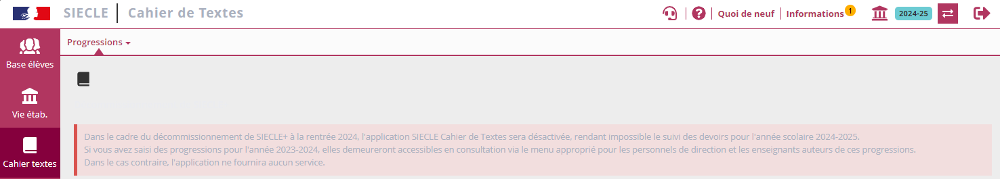 SIECLE Cahier de Textes
Quoi de neuf Informations 1 2024-25
Base élèves
Vie étab.
Cahier textes
Progressions
Dans le cadre du décommissionnement de SIECLE+ à la rentrée 2024, l'application SIECLE Cahier de Textes sera désactivée, rendant impossible le suivi des devoirs pour l'année scolaire 2024-2025.
Si vous avez saisi des progressions pour l'année 2023-2024, elles demeureront accessibles en consultation via le menu approprié pour les personnels de direction et les enseignants auteurs de ces progressions.
Dans le cas contraire, l'application ne fournira aucun service.